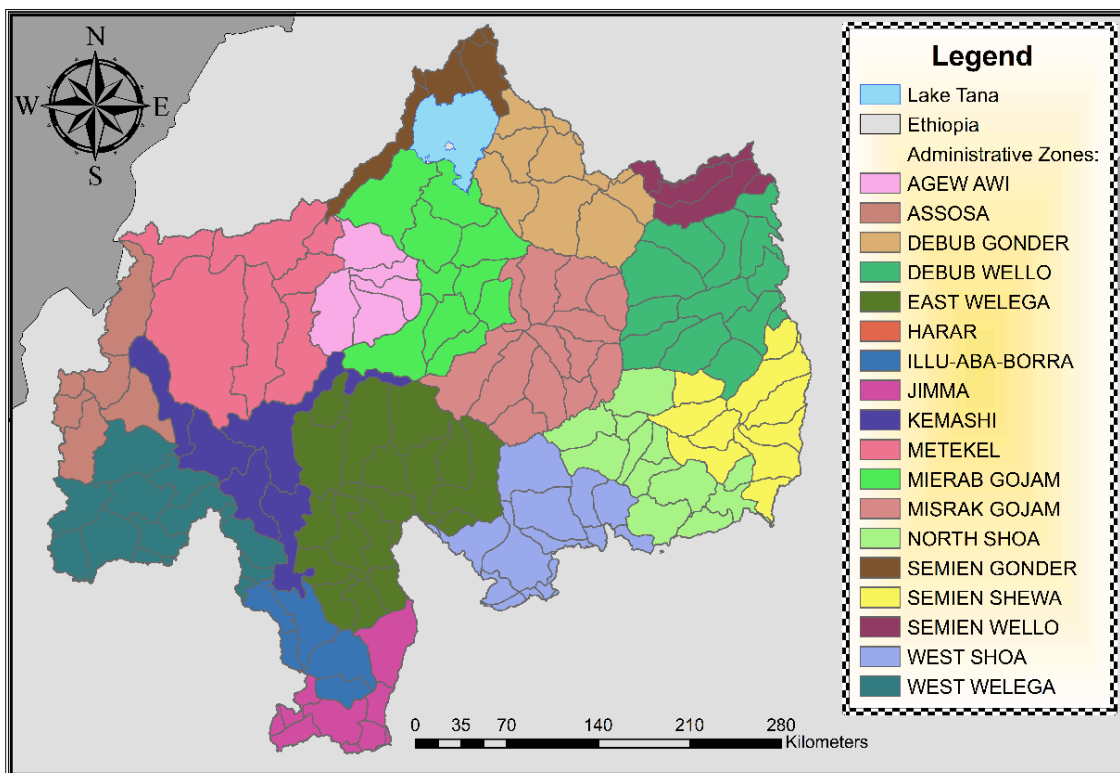 N
W E
S
Legend
Lake Tana
Ethiopia
Administrative Zones:
AGEW AWI
ASSOSA
DEBUB GONDER
DEBUB WELLO
EAST WELEGA
HARAR
ILLU-ABA-BORRA
JIMMA
KEMASHI
METEKEL
MIERAB GOJAM
MISRAK GOJAM
NORTH SHOA
SEMIEN GONDER
SEMIEN SHEWA
SEMIEN WELLO
WEST SHOA
WEST WELEGA
0 35 70 140 210 280
Kilometers